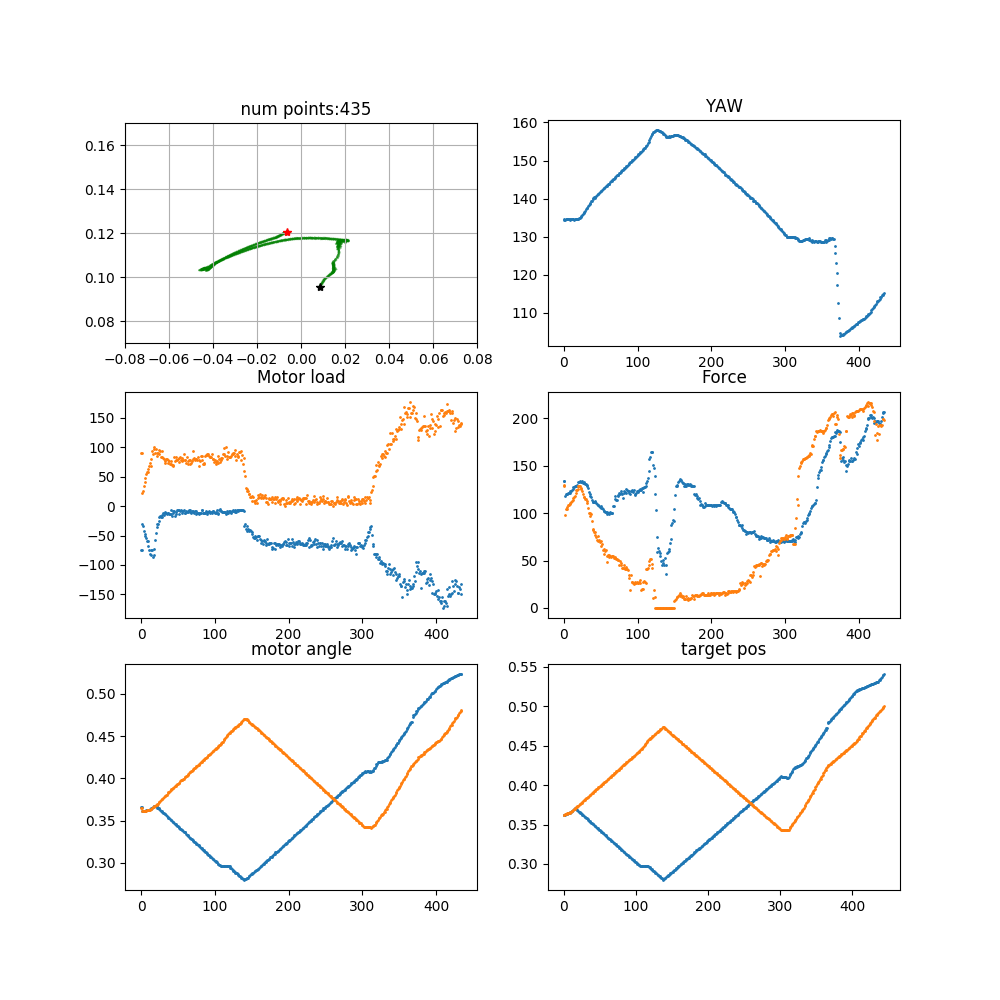 num points:435
YAW
0.16
0.14
0.12
0.10
0.08
−0.08 −0.06 −0.04 −0.02 0.00 0.02 0.04 0.06 0.08
160
150
140
130
120
110
0 100 200 300 400
Motor load
Force
150
100
50
0
−50
−100
−150
0 100 200 300 400
200
150
100
50
0
0 100 200 300 400
motor angle
target pos
0.50
0.45
0.40
0.35
0.30
0 100 200 300 400
0.55
0.50
0.45
0.40
0.35
0.30
0 100 200 300 400